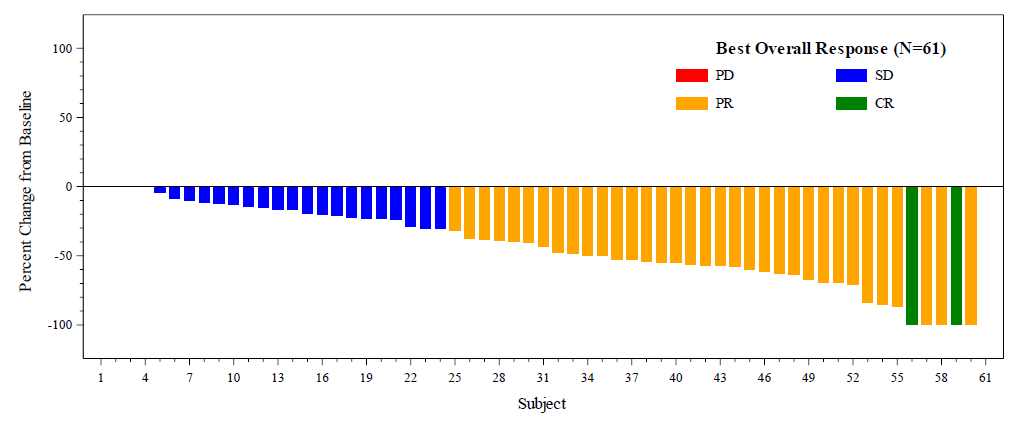 Best Overall Response (N=61)
PD SD
PR CR
Percent Change from Baseline
100
50
0
-50
-100
1 4 7 10 13 16 19 22 25 28 31 34 37 40 43 46 49 52 55 58 61
Subject